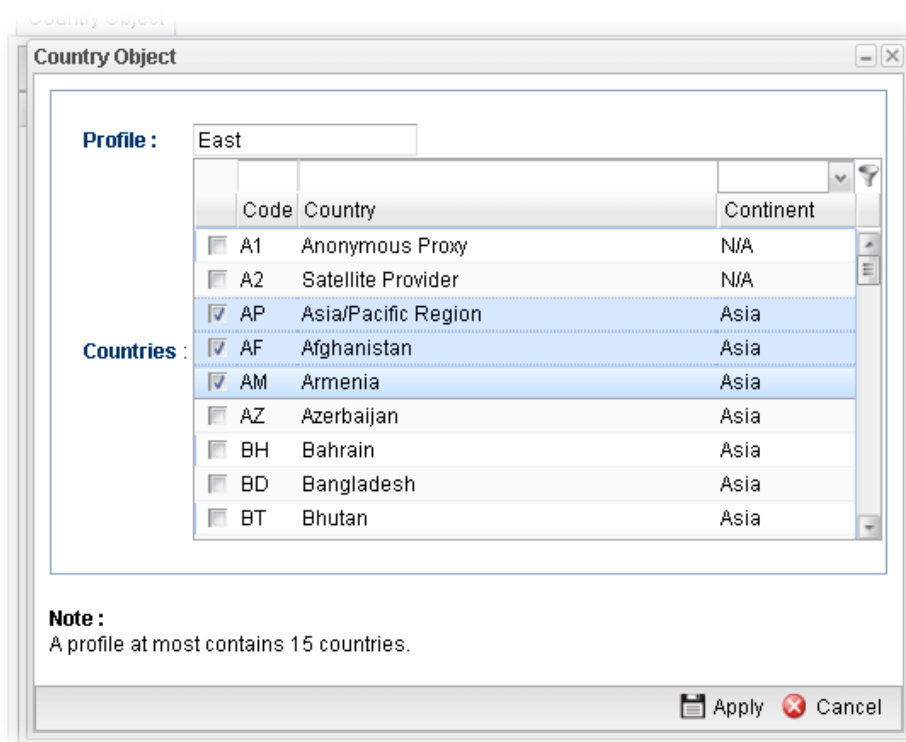 Country Object
Country Object
Profile : East
Code Country Continent
A1 Anonymous Proxy N/A
A2 Satellite Provider N/A
AP Asia/Pacific Region Asia
Countries : AF Afghanistan Asia
AM Armenia Asia
AZ Azerbaijan Asia
BH Bahrain Asia
BD Bangladesh Asia
BT Bhutan Asia
Note :
A profile at most contains 15 countries.
Apply Cancel